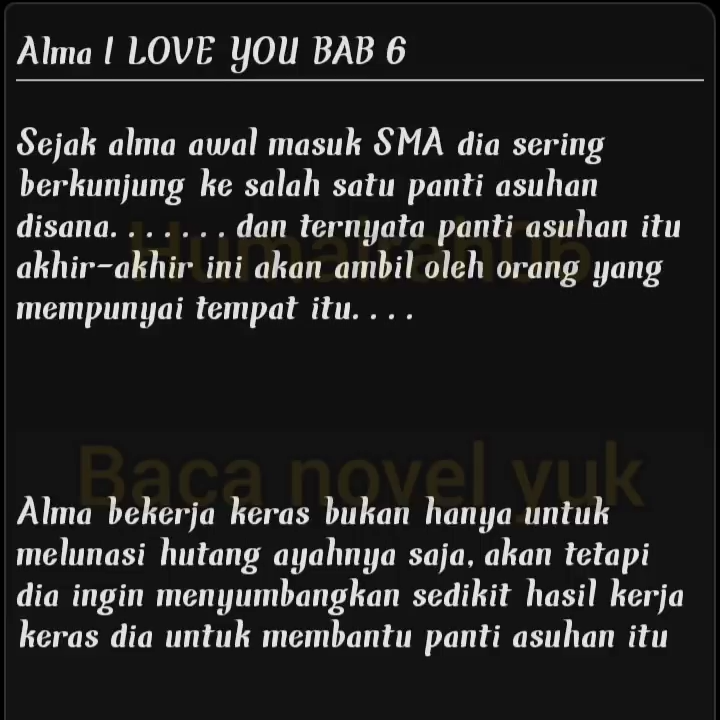 Alma I LOVE YOU BAB 6
Sejak alma awal masuk SMA dia sering
berkunjung ke salah satu panti asuhan
disana. . . . . . . dan ternyata panti asuhan itu
akhir-akhir ini akan ambil oleh orang yang
mempunyai tempat itu. . . .
Humairah06
Baca novel yuk
Alma bekerja keras bukan hanya untuk
melunasi hutang ayahnya saja, akan tetapi
dia ingin menyumbangkan sedikit hasil kerja
keras dia untuk membantu panti asuhan itu